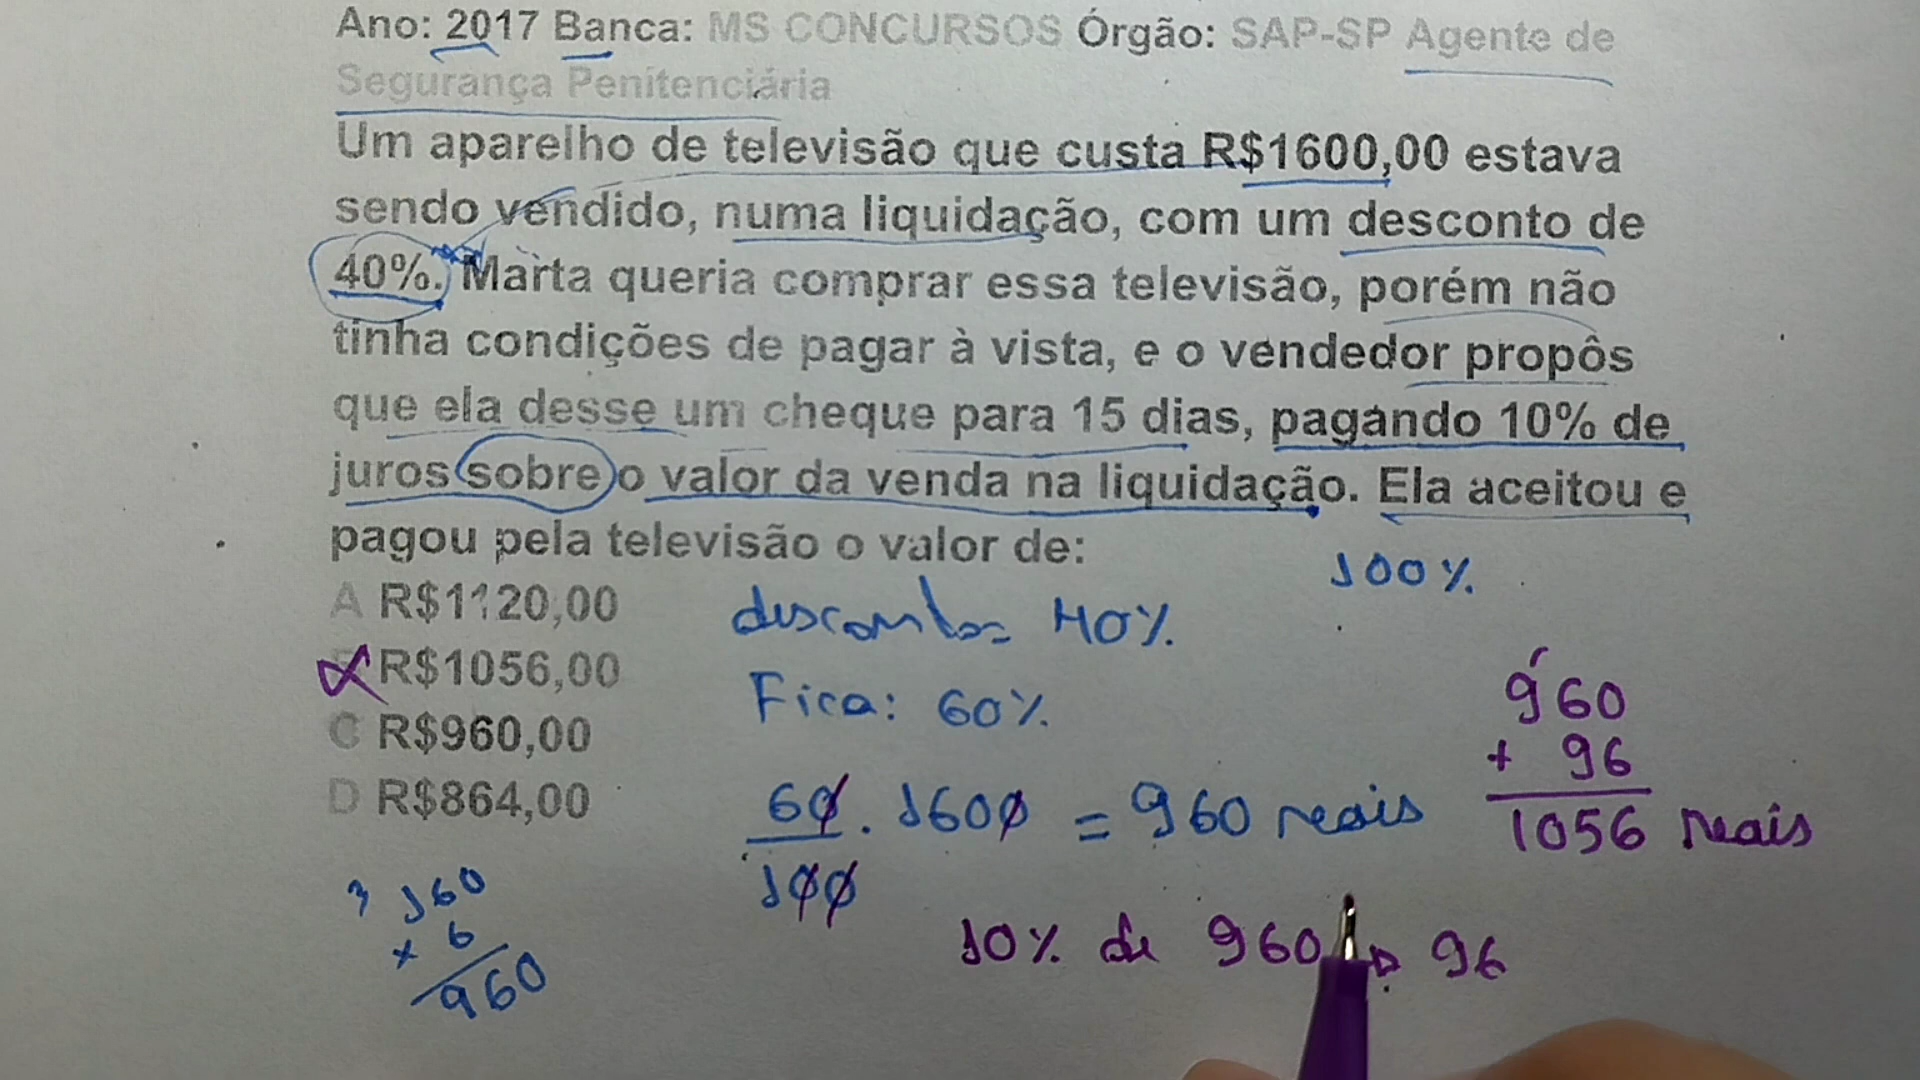 Ano: 2017 Banca: MS CONCURSOS Órgão: SAP-SP Agente de
Segurança Penitenciária
Um aparelho de televisão que custa R$1600,00 estava
sendo vendido, numa liquidação, com um desconto de
40%. Marta queria comprar essa televisão, porém não
tinha condições de pagar à vista, e o vendedor propôs
que ela desse um cheque para 15 dias, pagando 10% de
juros sobre o valor da venda na liquidação. Ela aceitou e
pagou pela televisão o valor de:
100%
A R$1120,00
R$1056,00
C R$960,00
D R$864,00
desconto = 40%
Fica: 60%
60/100 . 1600 = 960 reais
3 160
x 6
960
10% de 960 → 96
960
+ 96
1056 reais